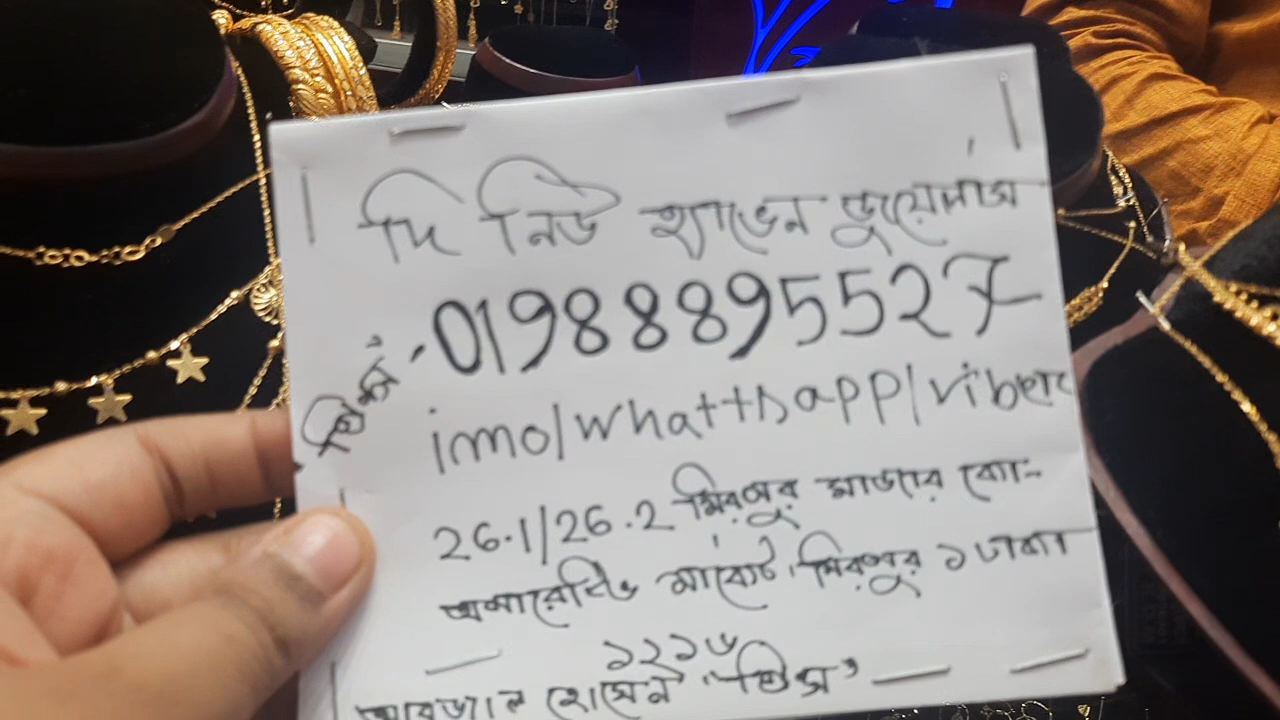 দি নিউ হ্যাভেন জুয়েলার্স
01988895527
প্রিন্স
imo/whattsapp/viber
26.1/26.2 মিরপুর মাজার কো-
অপারেটিভ মার্কেট মিরপুর ১ ঢাকা
১২১৬
হোসেন "প্রিন্স"